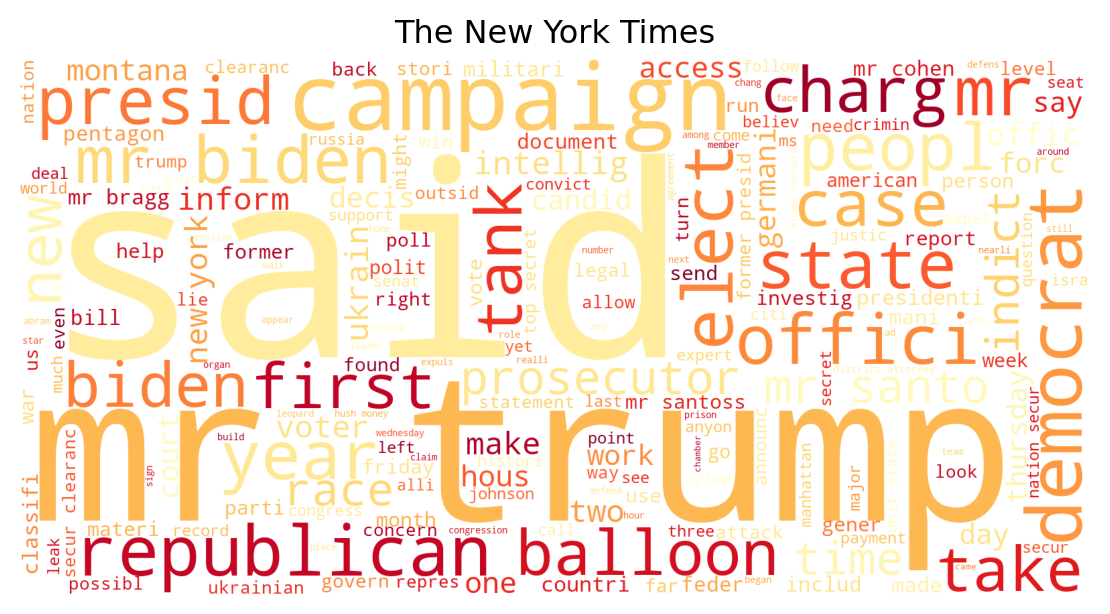 The New York Times
nation
montana
clearanc
back
stori
militari
access
follow
chang
defens
level
seat
presid
campaign
charg
mr
mr cohen
say
run
pentagon
russia
win
document
believ
need
crimin
come
among
ms
face
member
around
mr biden
trump
might
intellig
peopl
offic
forc
deal
world
mr bragg
inform
decis
outsid
convict
candid
support
elect
former presid
germani
american
person
expel
case
turn
justic
report
democrat
new
said
help
new york
former
poll
polit
senat
right
ukrain
vote
tank
top secret
number
legal
allow
next
send
state
investig
presidenti
citi
mani
indict
question
nearli
still
isra
lie
bill
even
us
star
abram
walk
home
agreement
appear
took
leader
role
yet
realli
say
ad
offici
week
much
biden
first
found
organ
expuls
prosecutor
expert
district attorney
secret
mr santo
war
leopard
hush money
statement
last
mr santoss
prison
anyon
thursday
mr trump
court
voter
year
build
wednesday
left
claim
make
histori
point
way
see
work
chamber
go
announc
crime
manhattan
team
look
nation secur
friday
race
alli
johnson
hous
defend
use
major
unit state
sign
classifi
leak
secur clearanc
materi
record
parti
congress
month
two
hour
gener
payment
day
concern
congression
call
three
attack
secur
came
republican
balloon
time
take
place
possibl
ukrainian
govern
repres
one
countri
far
feder
began
includ
made